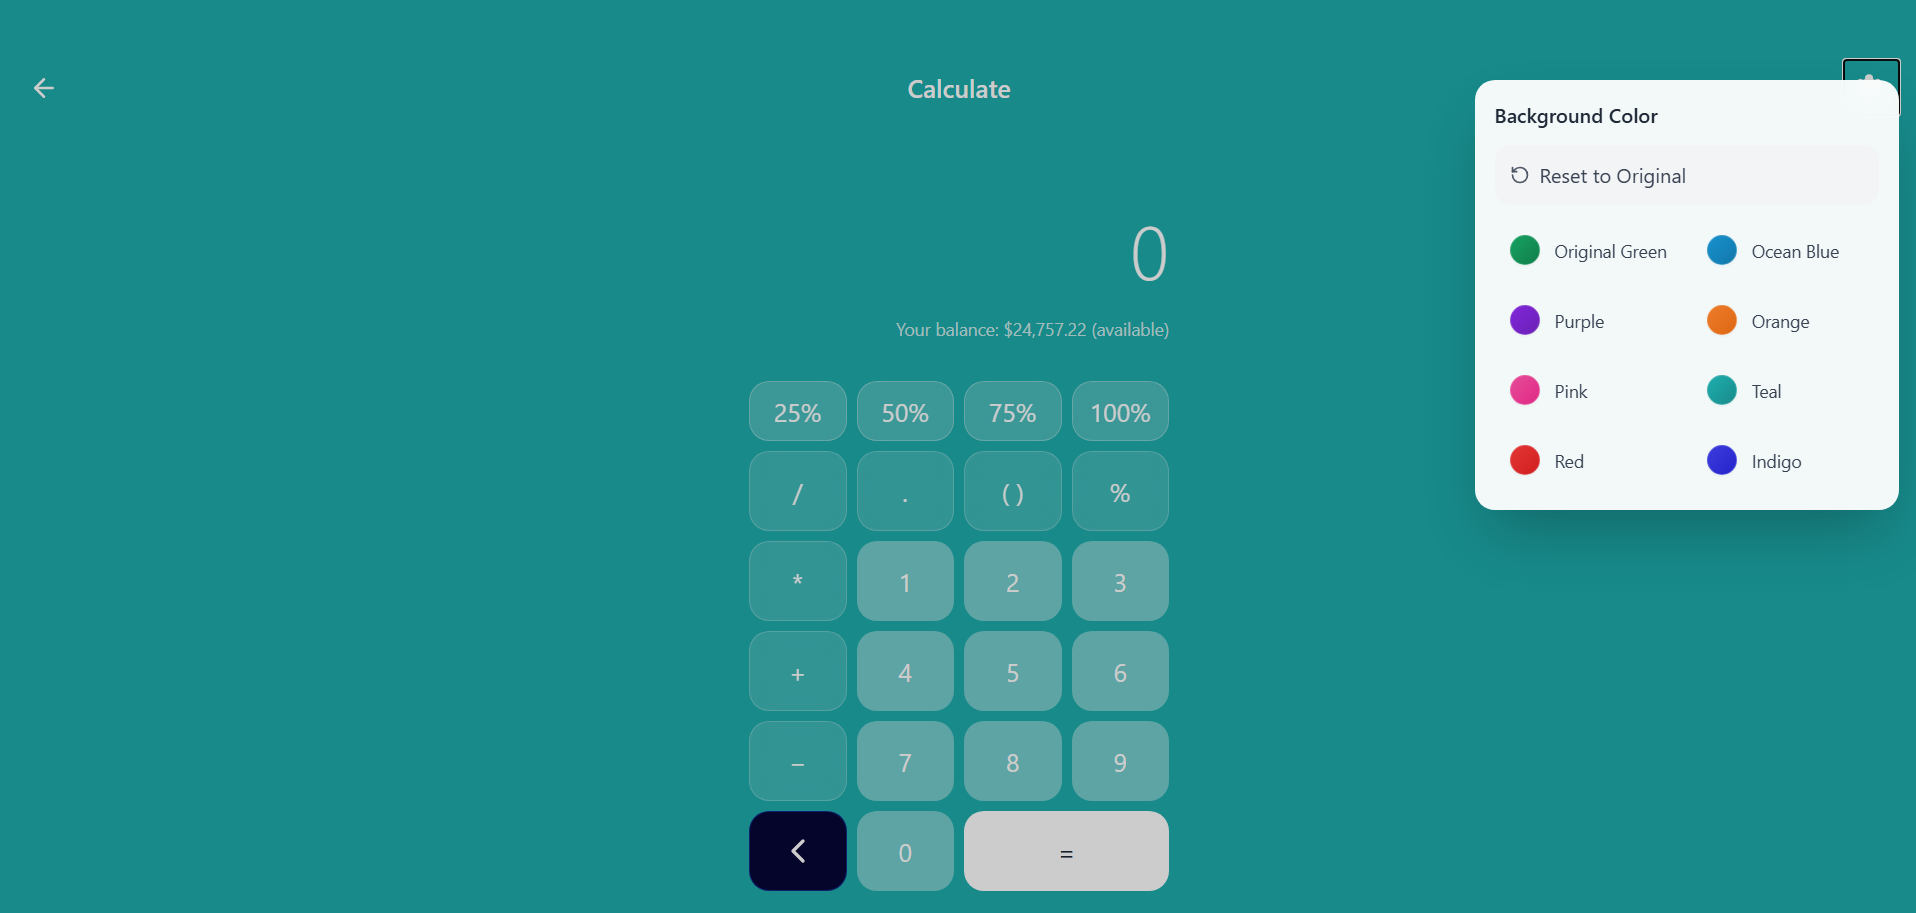 Calculate
Background Color
Reset to Original
Original Green
Ocean Blue
Purple
Orange
Pink
Teal
Red
Indigo
0
Your balance: $24,757.22 (available)
25% 50% 75% 100%
/ . ( ) %
* 1 2 3
+ 4 5 6
− 7 8 9
0 =